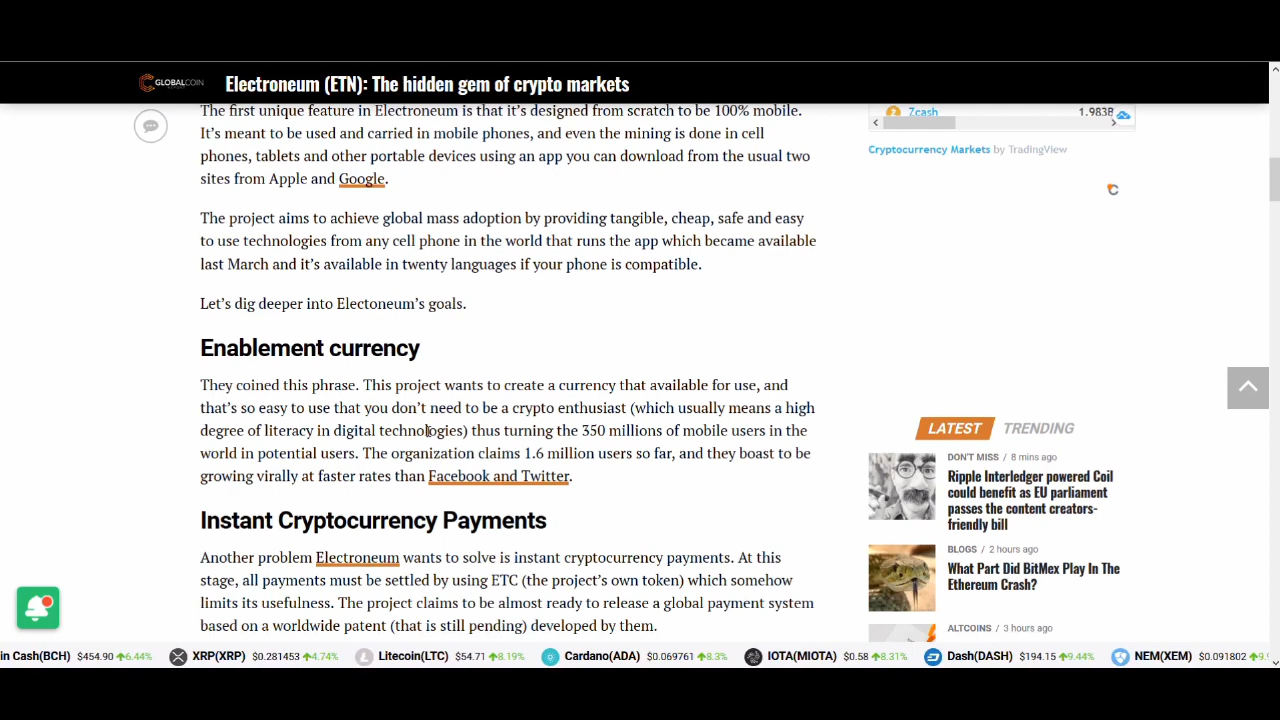 GLOBALCOIN
Electroneum (ETN): The hidden gem of crypto markets
The first unique feature in Electroneum is that it's designed from scratch to be 100% mobile.
It's meant to be used and carried in mobile phones, and even the mining is done in cell
phones, tablets and other portable devices using an app you can download from the usual two
sites from Apple and Google.
The project aims to achieve global mass adoption by providing tangible, cheap, safe and easy
to use technologies from any cell phone in the world that runs the app which became available
last March and it's available in twenty languages if your phone is compatible.
Let's dig deeper into Electoneum's goals.
Enablement currency
They coined this phrase. This project wants to create a currency that available for use, and
that's so easy to use that you don't need to be a crypto enthusiast (which usually means a high
degree of literacy in digital technologies) thus turning the 350 millions of mobile users in the
world in potential users. The organization claims 1.6 million users so far, and they boast to be
growing virally at faster rates than Facebook and Twitter.
Instant Cryptocurrency Payments
Another problem Electroneum wants to solve is instant cryptocurrency payments. At this
stage, all payments must be settled by using ETC (the project's own token) which somehow
limits its usefulness. The project claims to be almost ready to release a global payment system
based on a worldwide patent (that is still pending) developed by them.
Zcash 1.983B
Cryptocurrency Markets by TradingView
LATEST TRENDING
DON'T MISS / 8 mins ago
Ripple Interledger powered Coil
could benefit as EU parliament
passes the content creators-
friendly bill
BLOGS / 2 hours ago
What Part Did BitMex Play In The
Ethereum Crash?
ALTCOINS / 3 hours ago
in Cash(BCH) $454.90 6.44% XRP(XRP) $0.281453 4.74% Litecoin(LTC) $54.71 8.19% Cardano(ADA) $0.069761 8.3% IOTA(MIOTA) $0.58 8.31% Dash(DASH) $194.15 9.44% NEM(XEM) $0.091802